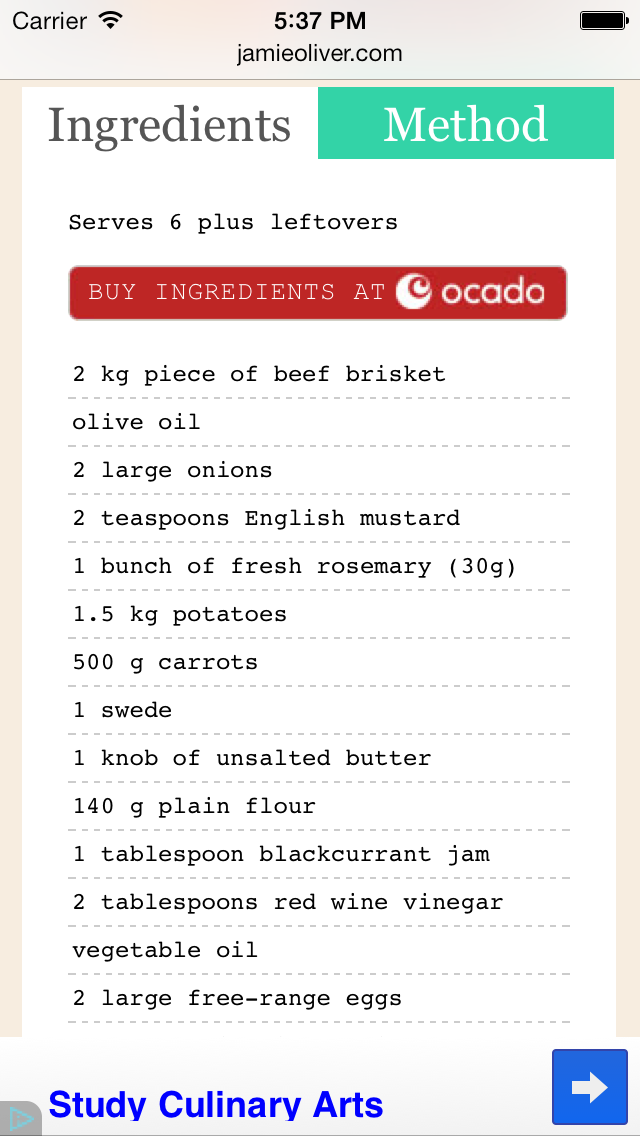 Carrier 5:37 PM
jamieoliver.com
Ingredients Method
Serves 6 plus leftovers
BUY INGREDIENTS AT ocado
2 kg piece of beef brisket
olive oil
2 large onions
2 teaspoons English mustard
1 bunch of fresh rosemary (30g)
1.5 kg potatoes
500 g carrots
1 swede
1 knob of unsalted butter
140 g plain flour
1 tablespoon blackcurrant jam
2 tablespoons red wine vinegar
vegetable oil
2 large free-range eggs
Study Culinary Arts